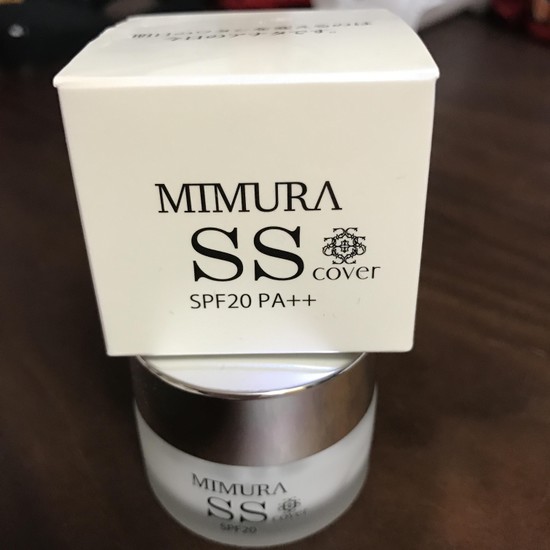 MIMURA
SS
cover
SPF20 PA++
MIMURA
SS
cover
SPF20